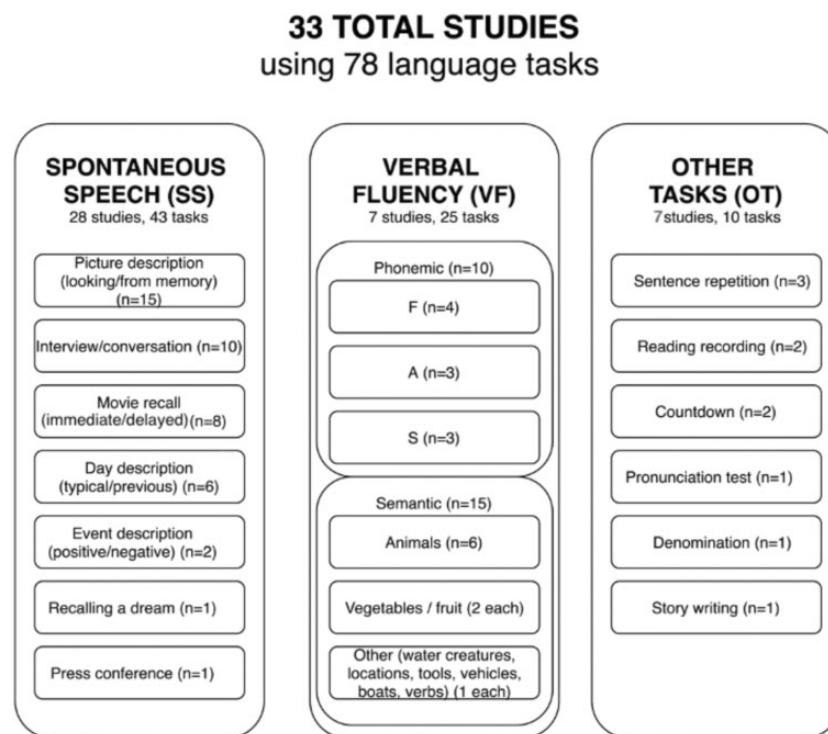 33 TOTAL STUDIES
using 78 language tasks
SPONTANEOUS
SPEECH (SS)
28 studies, 43 tasks
Picture description
(looking/from memory)
(n=15)
Interview/conversation (n=10)
Movie recall
(immediate/delayed)(n=8)
Day description
(typical/previous) (n=6)
Event description
(positive/negative) (n=2)
Recalling a dream (n=1)
Press conference (n=1)
VERBAL
FLUENCY (VF)
7 studies, 25 tasks
Phonemic (n=10)
F (n=4)
A (n=3)
S (n=3)
Semantic (n=15)
Animals (n=6)
Vegetables / fruit (2 each)
Other (water creatures,
locations, tools, vehicles,
boats, verbs) (1 each)
OTHER
TASKS (OT)
7studies, 10 tasks
Sentence repetition (n=3)
Reading recording (n=2)
Countdown (n=2)
Pronunciation test (n=1)
Denomination (n=1)
Story writing (n=1)